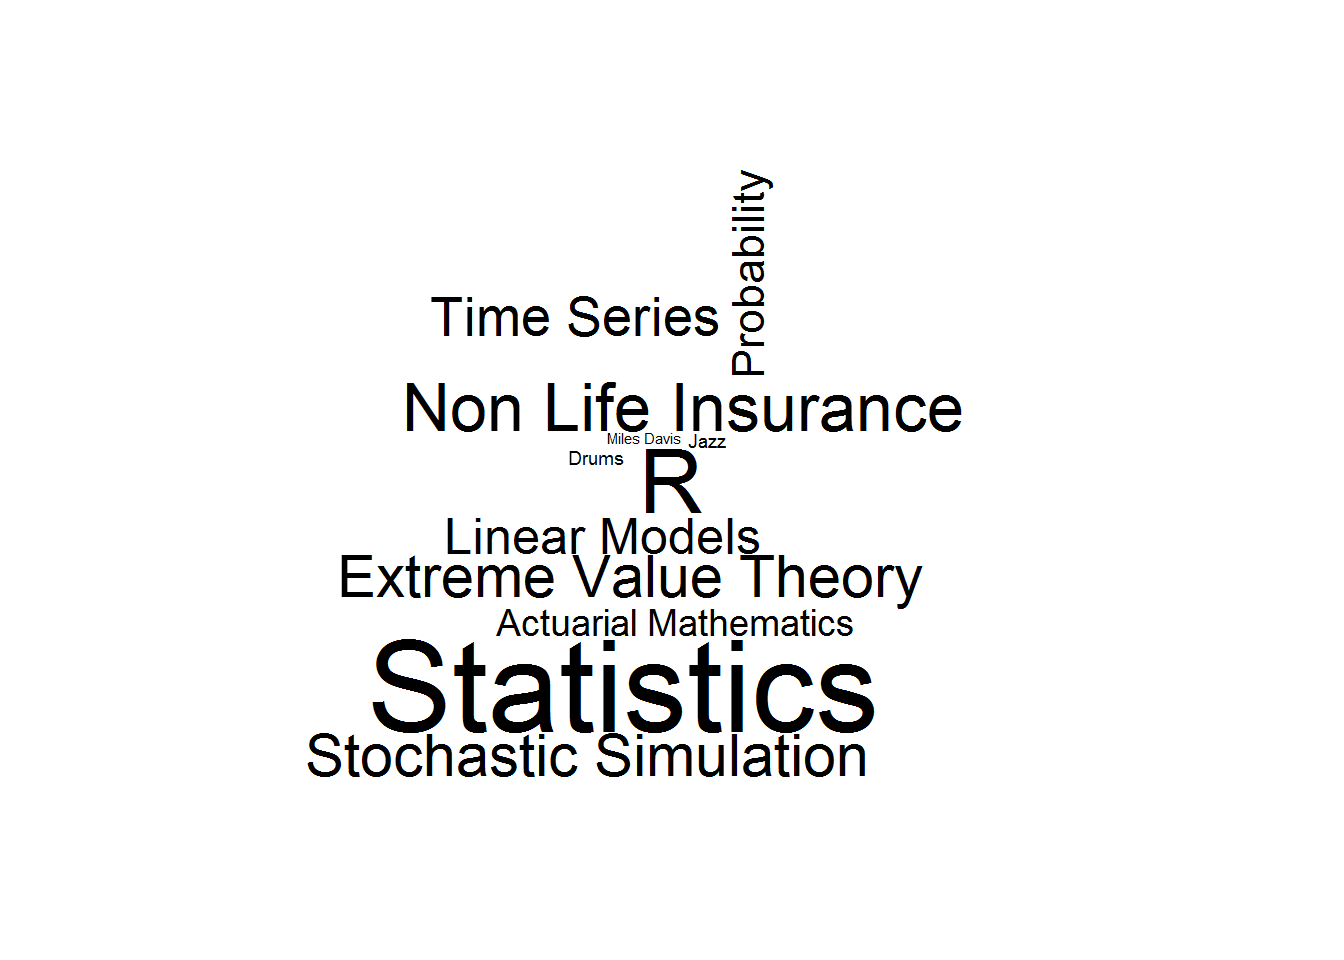 Probability
Time Series
Non Life Insurance
Miles Davis
Jazz
Drums
R
Linear Models
Extreme Value Theory
Actuarial Mathematics
Statistics
Stochastic Simulation